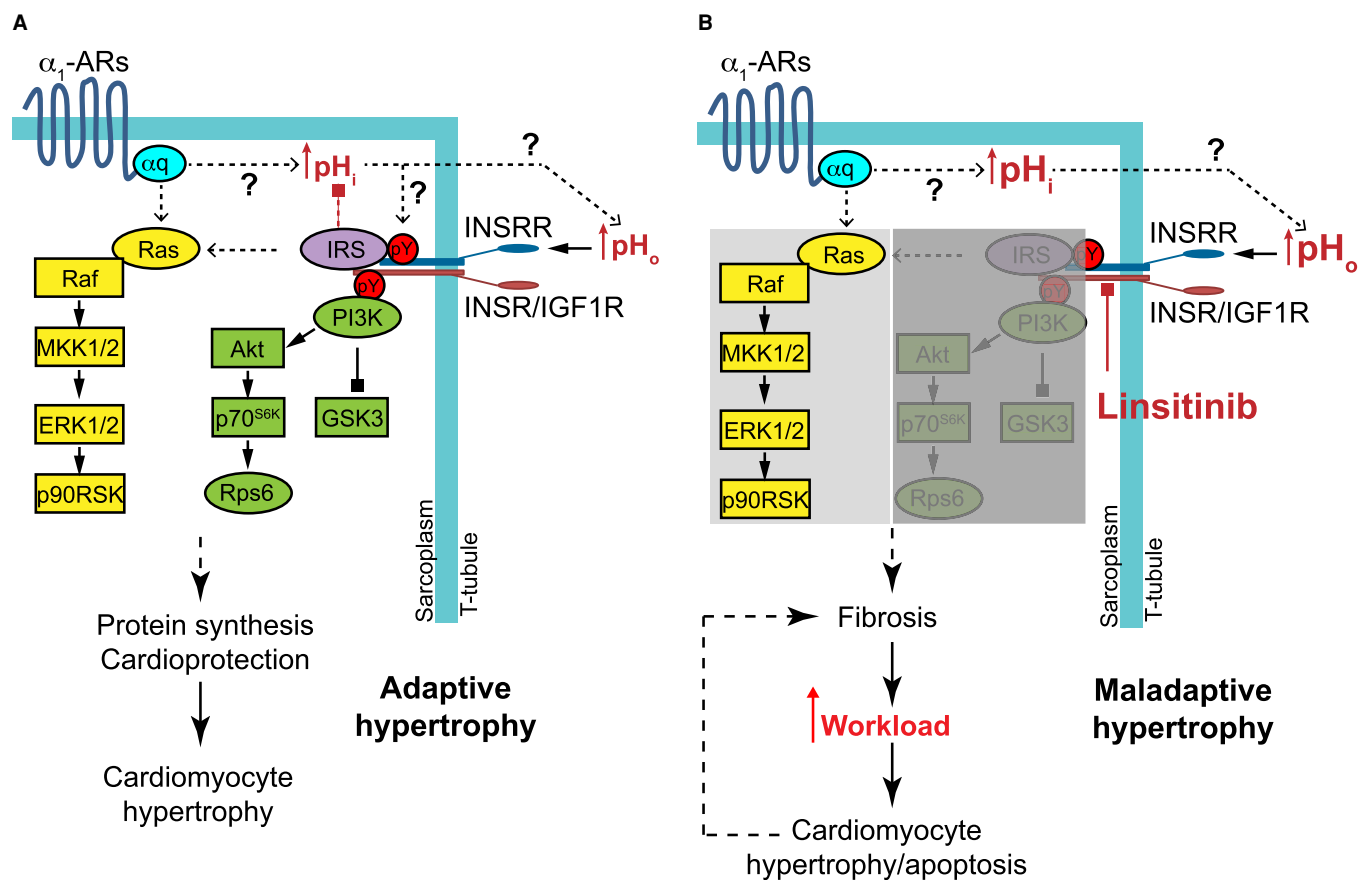 A
α1-ARs
αq
?
pHi
?
?
pHo
Ras
IRS
pY
INSRR
pY
INSR/IGF1R
Raf
PI3K
MKK1/2
Akt
ERK1/2
p70S6K
GSK3
p90RSK
Rps6
Sarcoplasm
T-tubule
Protein synthesis
Cardioprotection
Adaptive
hypertrophy
Cardiomyocyte
hypertrophy
B
α1-ARs
αq
?
pHi
?
pHo
Ras
IRS
pY
INSRR
pY
INSR/IGF1R
Raf
PI3K
MKK1/2
Akt
Linsitinib
ERK1/2
p70S6K
GSK3
p90RSK
Rps6
Sarcoplasm
T-tubule
Fibrosis
Workload
Maladaptive
hypertrophy
Cardiomyocyte
hypertrophy/apoptosis